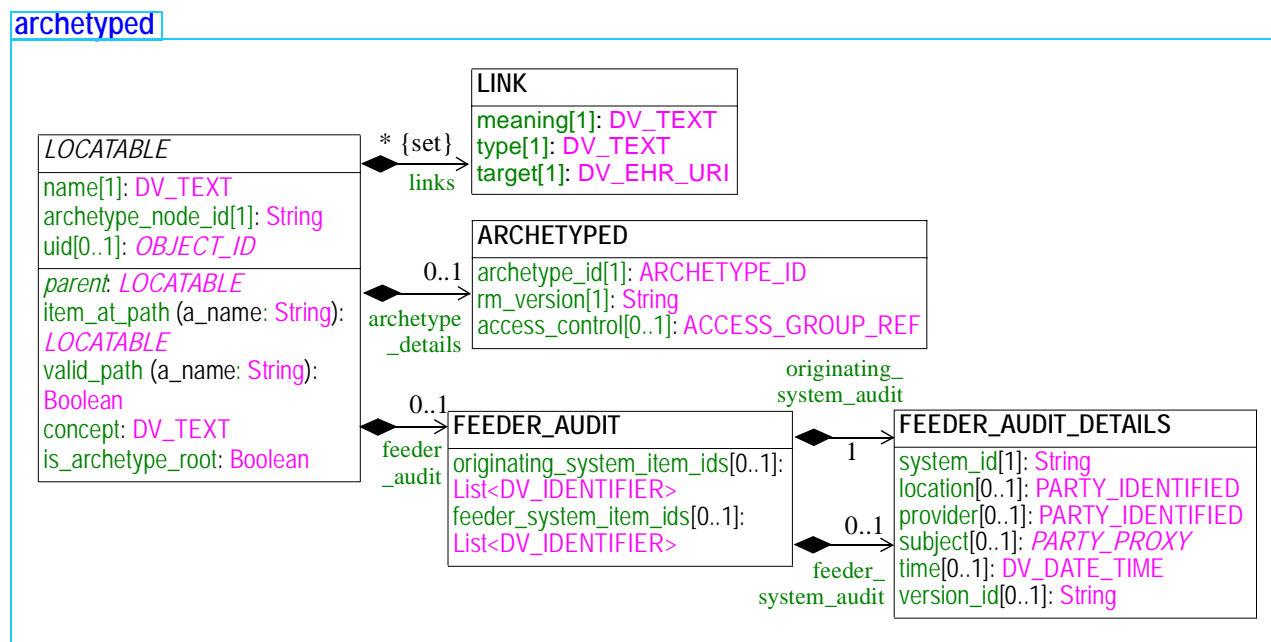 archetyped
LINK
meaning[1]: DV_TEXT
type[1]: DV_TEXT
target[1]: DV_EHR_URI
* {set}
links
LOCATABLE
name[1]: DV_TEXT
archetype_node_id[1]: String
uid[0..1]: OBJECT_ID
parent: LOCATABLE
item_at_path (a_name: String):
LOCATABLE
valid_path (a_name: String):
Boolean
concept: DV_TEXT
is_archetype_root: Boolean
0..1
archetype
_details
ARCHETYPED
archetype_id[1]: ARCHETYPE_ID
rm_version[1]: String
access_control[0..1]: ACCESS_GROUP_REF
0..1
feeder
_audit
FEEDER_AUDIT
originating_system_item_ids[0..1]:
List<DV_IDENTIFIER>
feeder_system_item_ids[0..1]:
List<DV_IDENTIFIER>
originating_
system_audit
1
0..1
feeder_
system_audit
FEEDER_AUDIT_DETAILS
system_id[1]: String
location[0..1]: PARTY_IDENTIFIED
provider[0..1]: PARTY_IDENTIFIED
subject[0..1]: PARTY_PROXY
time[0..1]: DV_DATE_TIME
version_id[0..1]: String